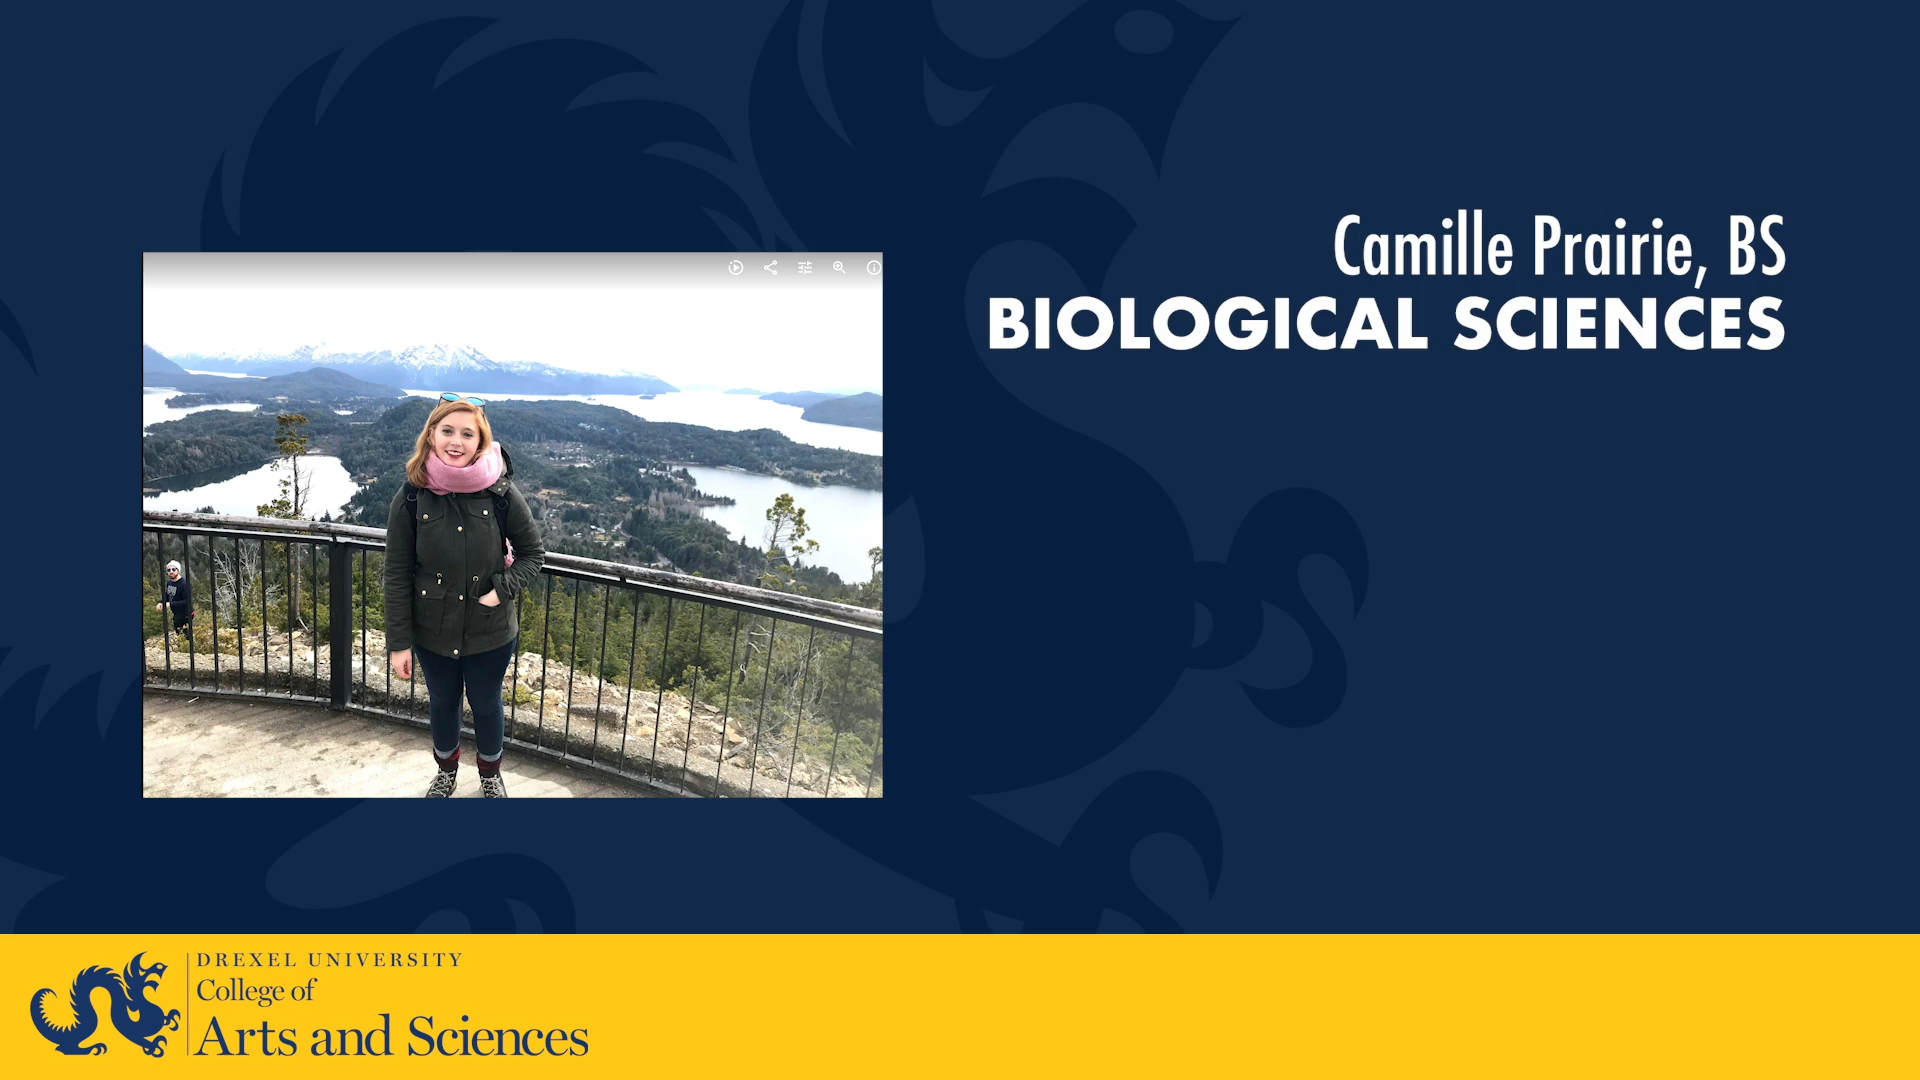 Camille Prairie, BS
BIOLOGICAL SCIENCES
DREXEL UNIVERSITY
College of
Arts and Sciences